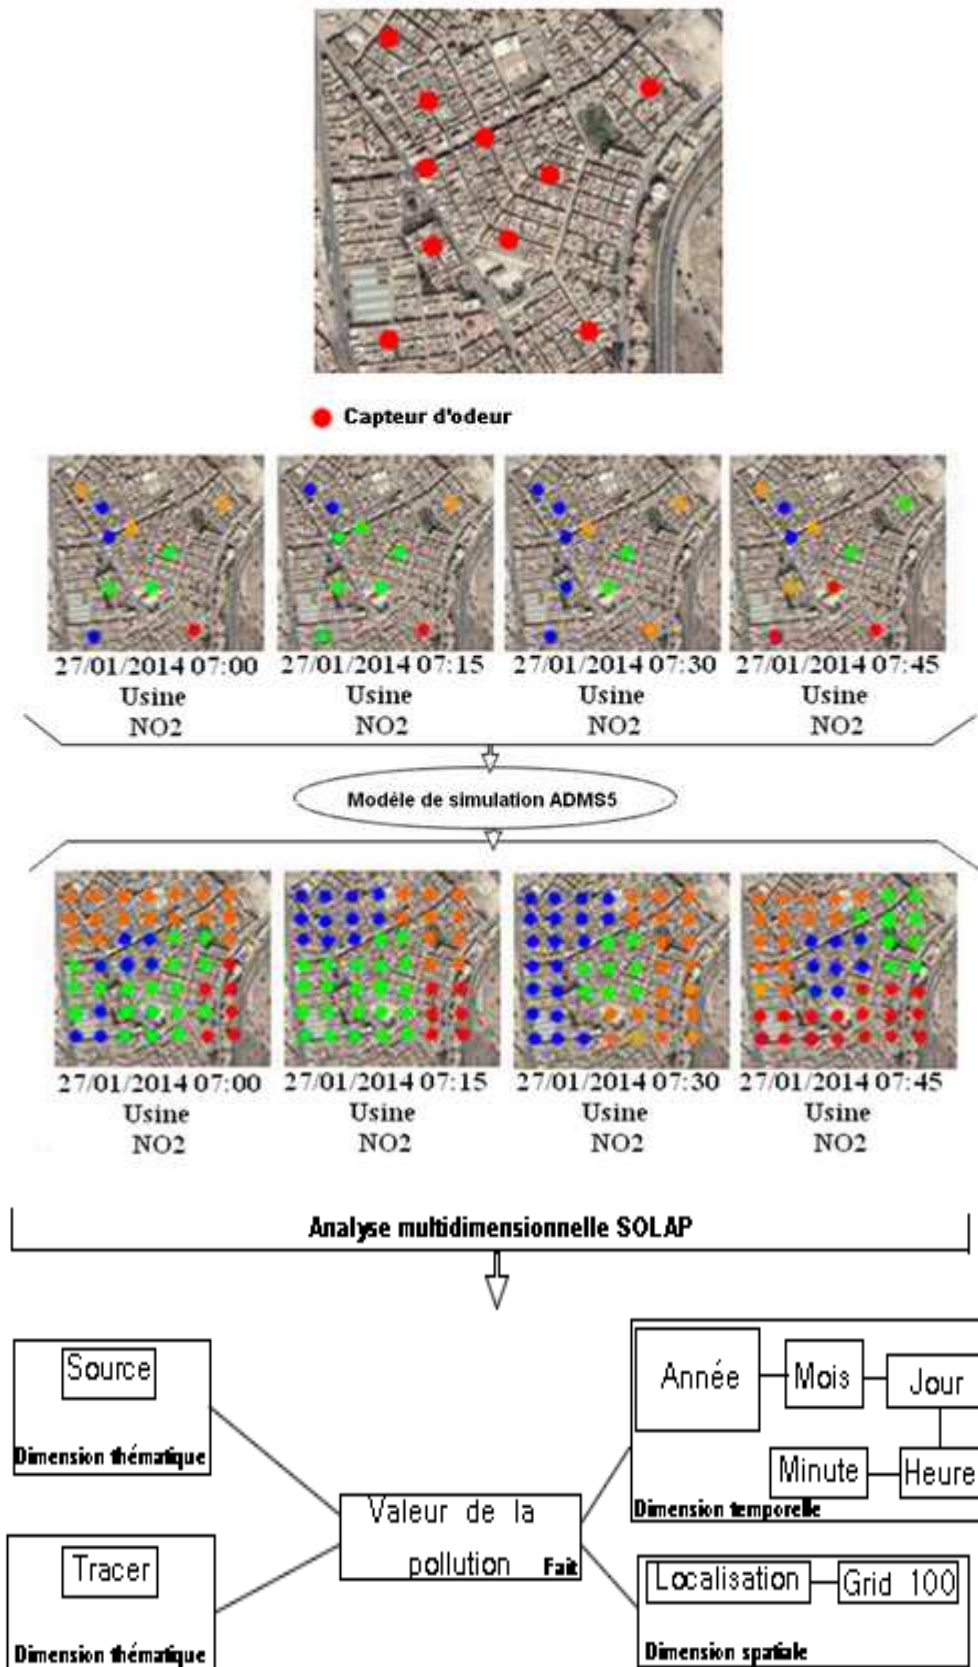 Capteur d'odeur
27/01/2014 07:00
Usine
NO2
27/01/2014 07:15
Usine
NO2
27/01/2014 07:30
Usine
NO2
27/01/2014 07:45
Usine
NO2
Modèle de simulation ADMS5
27/01/2014 07:00
Usine
NO2
27/01/2014 07:15
Usine
NO2
27/01/2014 07:30
Usine
NO2
27/01/2014 07:45
Usine
NO2
Analyse multidimensionnelle SOLAP
Source
Dimension thématique
Tracer
Dimension thématique
Valeur de la
pollution Fait
Année Mois Jour
Minute Heure
Dimension temporelle
Localisation Grid 100
Dimension spatiale